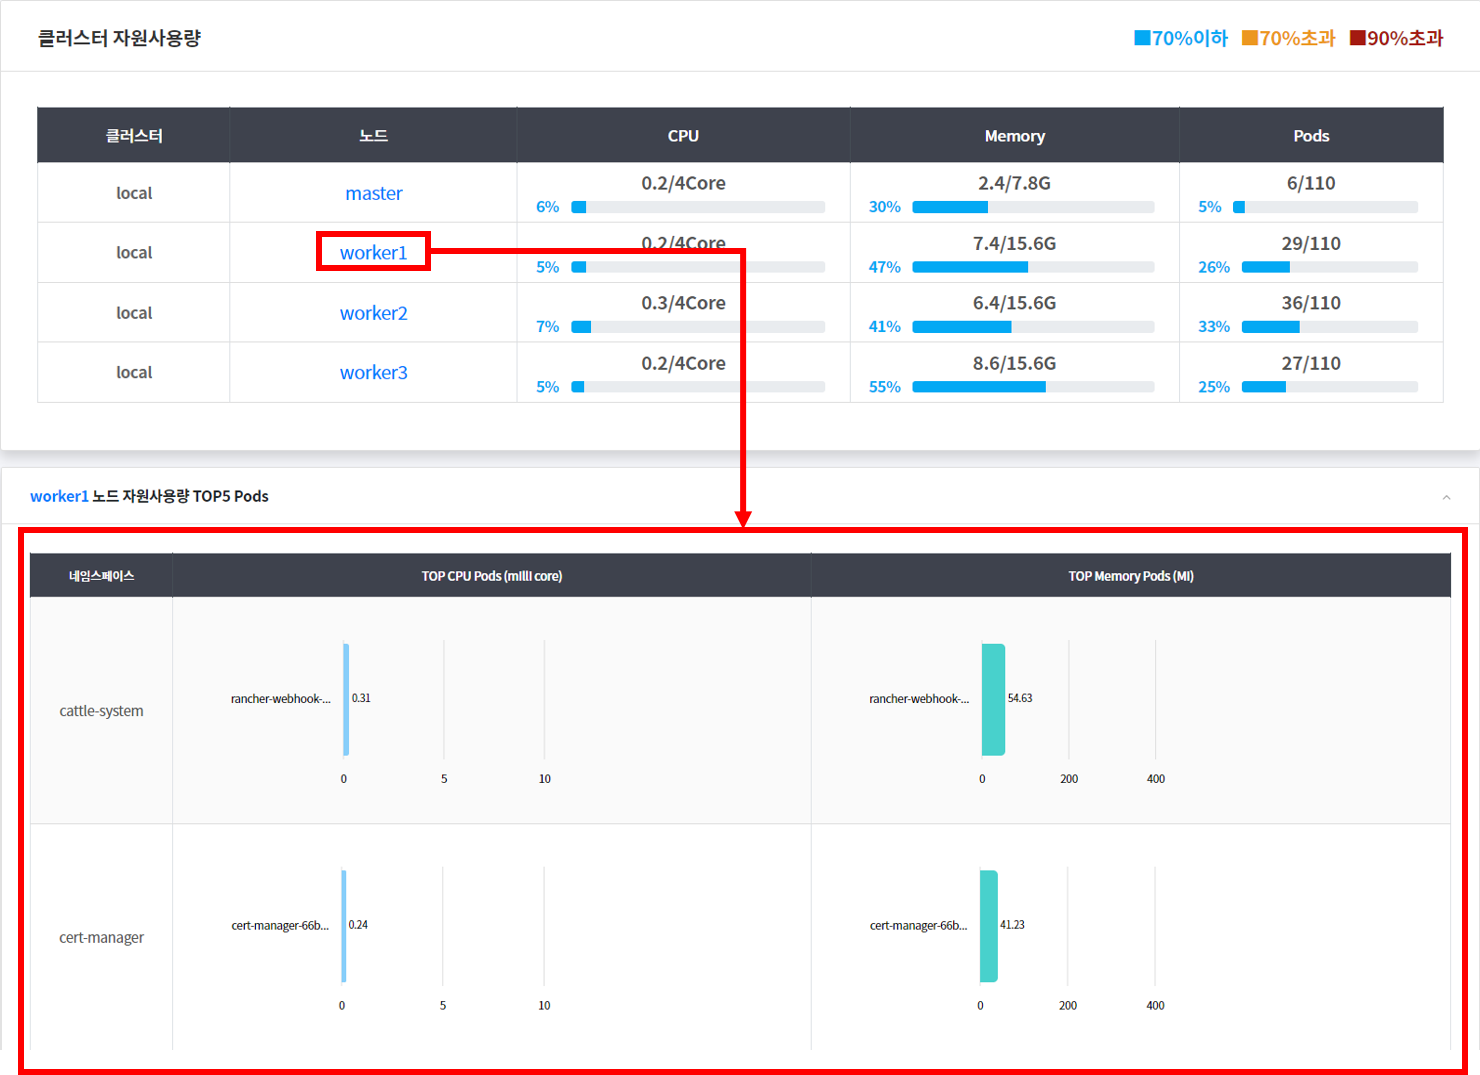 클러스터 자원사용량
■70%이하 ■70%초과 ■90%초과
클러스터 노드 CPU Memory Pods
local master 0.2/4Core 6% 2.4/7.8G 30% 6/110 5%
local worker1 0.2/4Core 5% 7.4/15.6G 47% 29/110 26%
local worker2 0.3/4Core 7% 6.4/15.6G 41% 36/110 33%
local worker3 0.2/4Core 5% 8.6/15.6G 55% 27/110 25%
worker1 노드 자원사용량 TOP5 Pods
네임스페이스 TOP CPU Pods (milli core) TOP Memory Pods (MI)
cattle-system
rancher-webhook-... 0.31
0 5 10
rancher-webhook-... 54.63
0 200 400
cert-manager
cert-manager-66b... 0.24
0 5 10
cert-manager-66b... 41.23
0 200 400